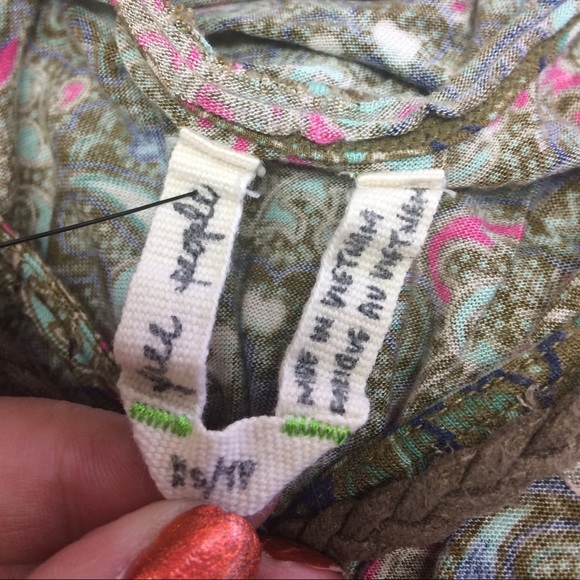 free people
MADE IN VIETNAM
FABRIQUÉ AU VIETNAM
XS/TP